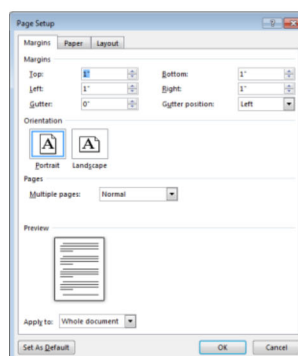 Page Setup
Margins Paper Layout
Margins
Top: 1" Bottom: 1"
Left: 1" Right: 1"
Gutter: 0" Gutter position: Left
Orientation
A A
Portrait Landscape
Pages
Multiple pages: Normal
Preview
Apply to: Whole document
Set As Default OK Cancel